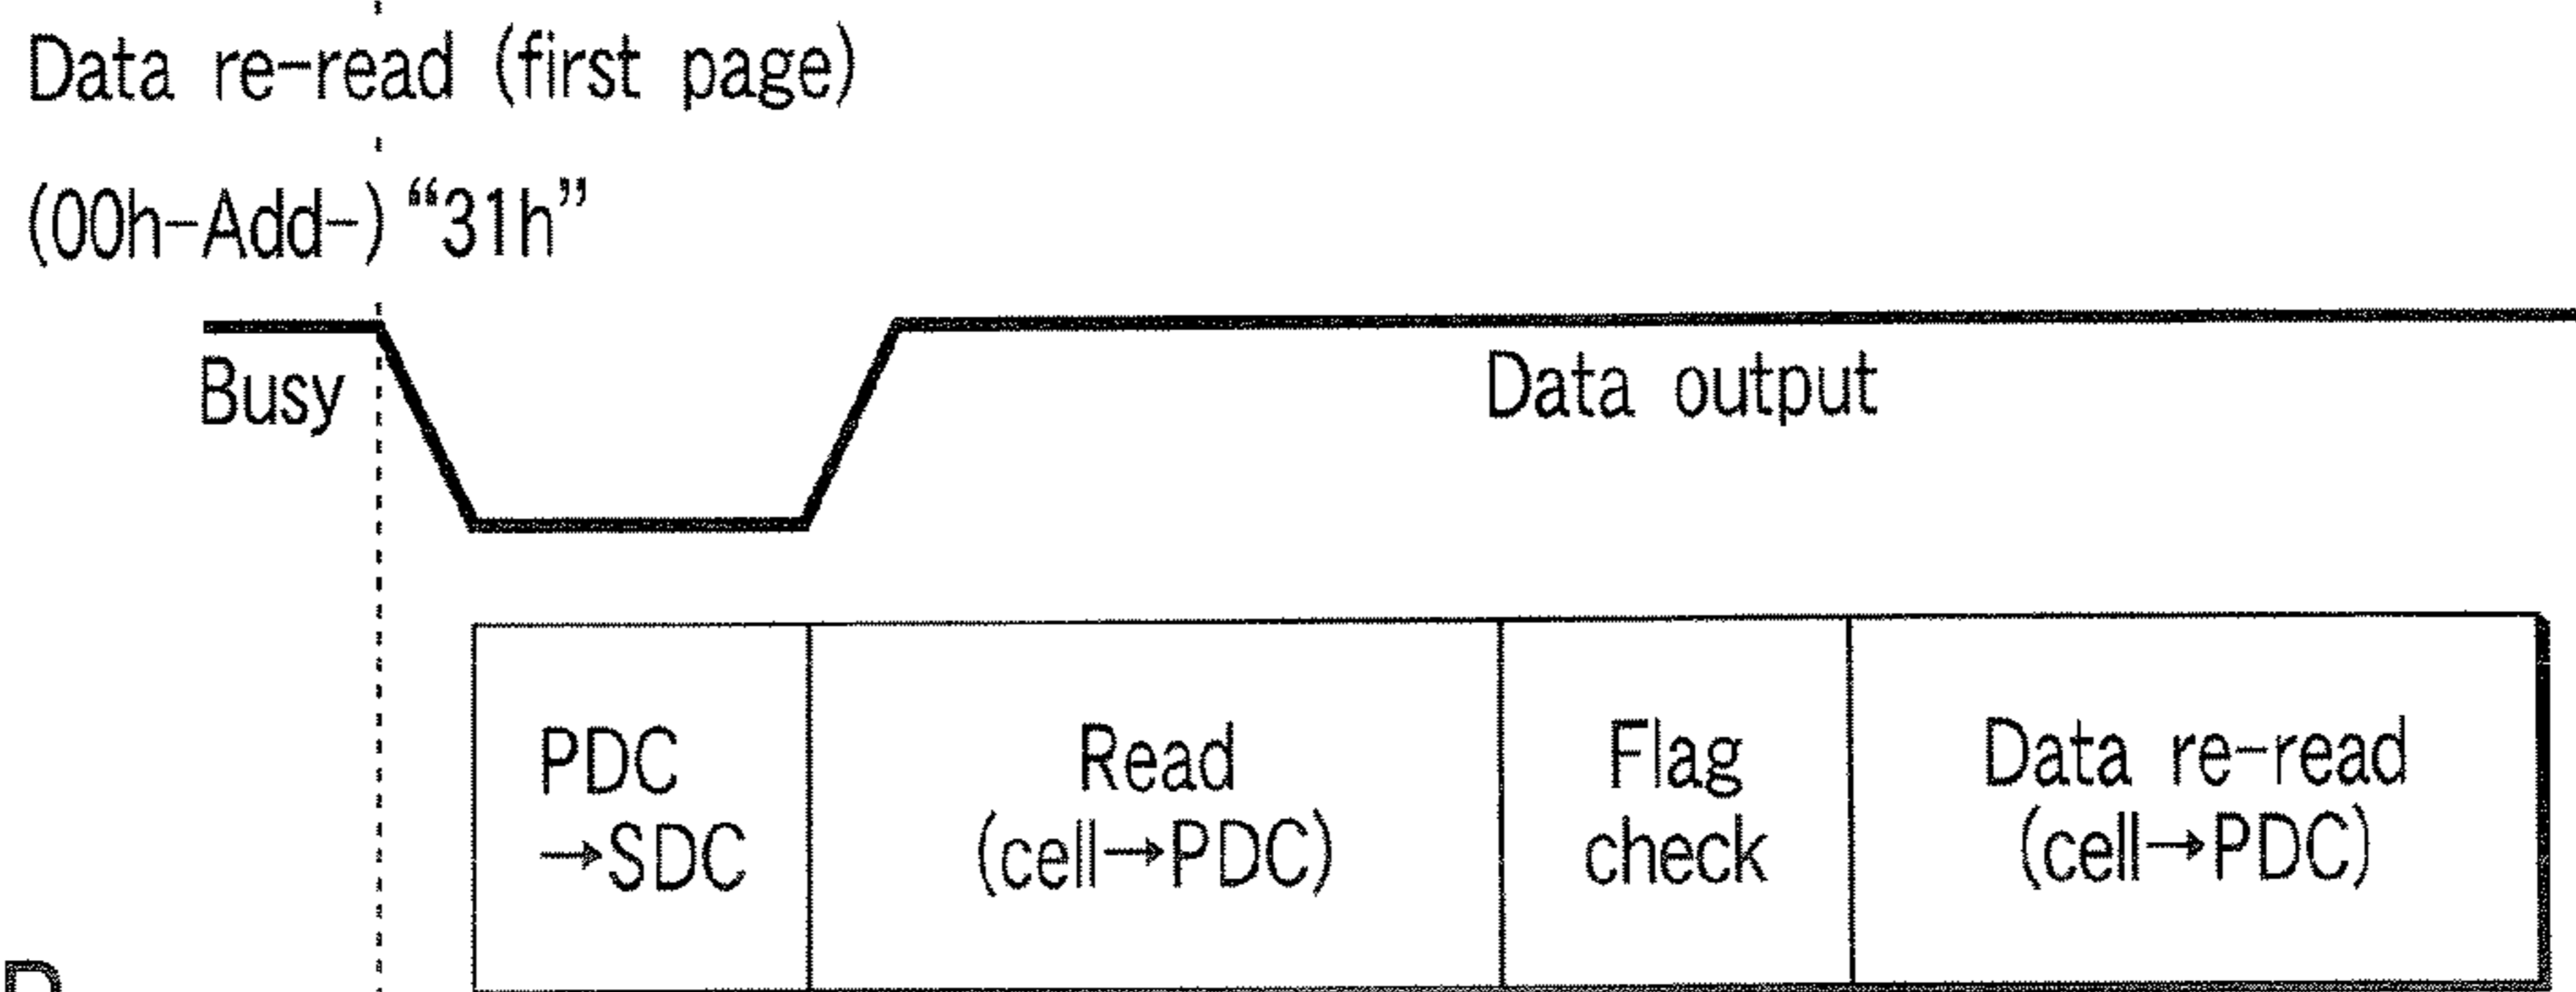 Data re-read (first page)
(00h-Add-) “31h”
Busy
Data output
PDC
→SDC
Read
(cell→PDC)
Flag
check
Data re-read
(cell→PDC)